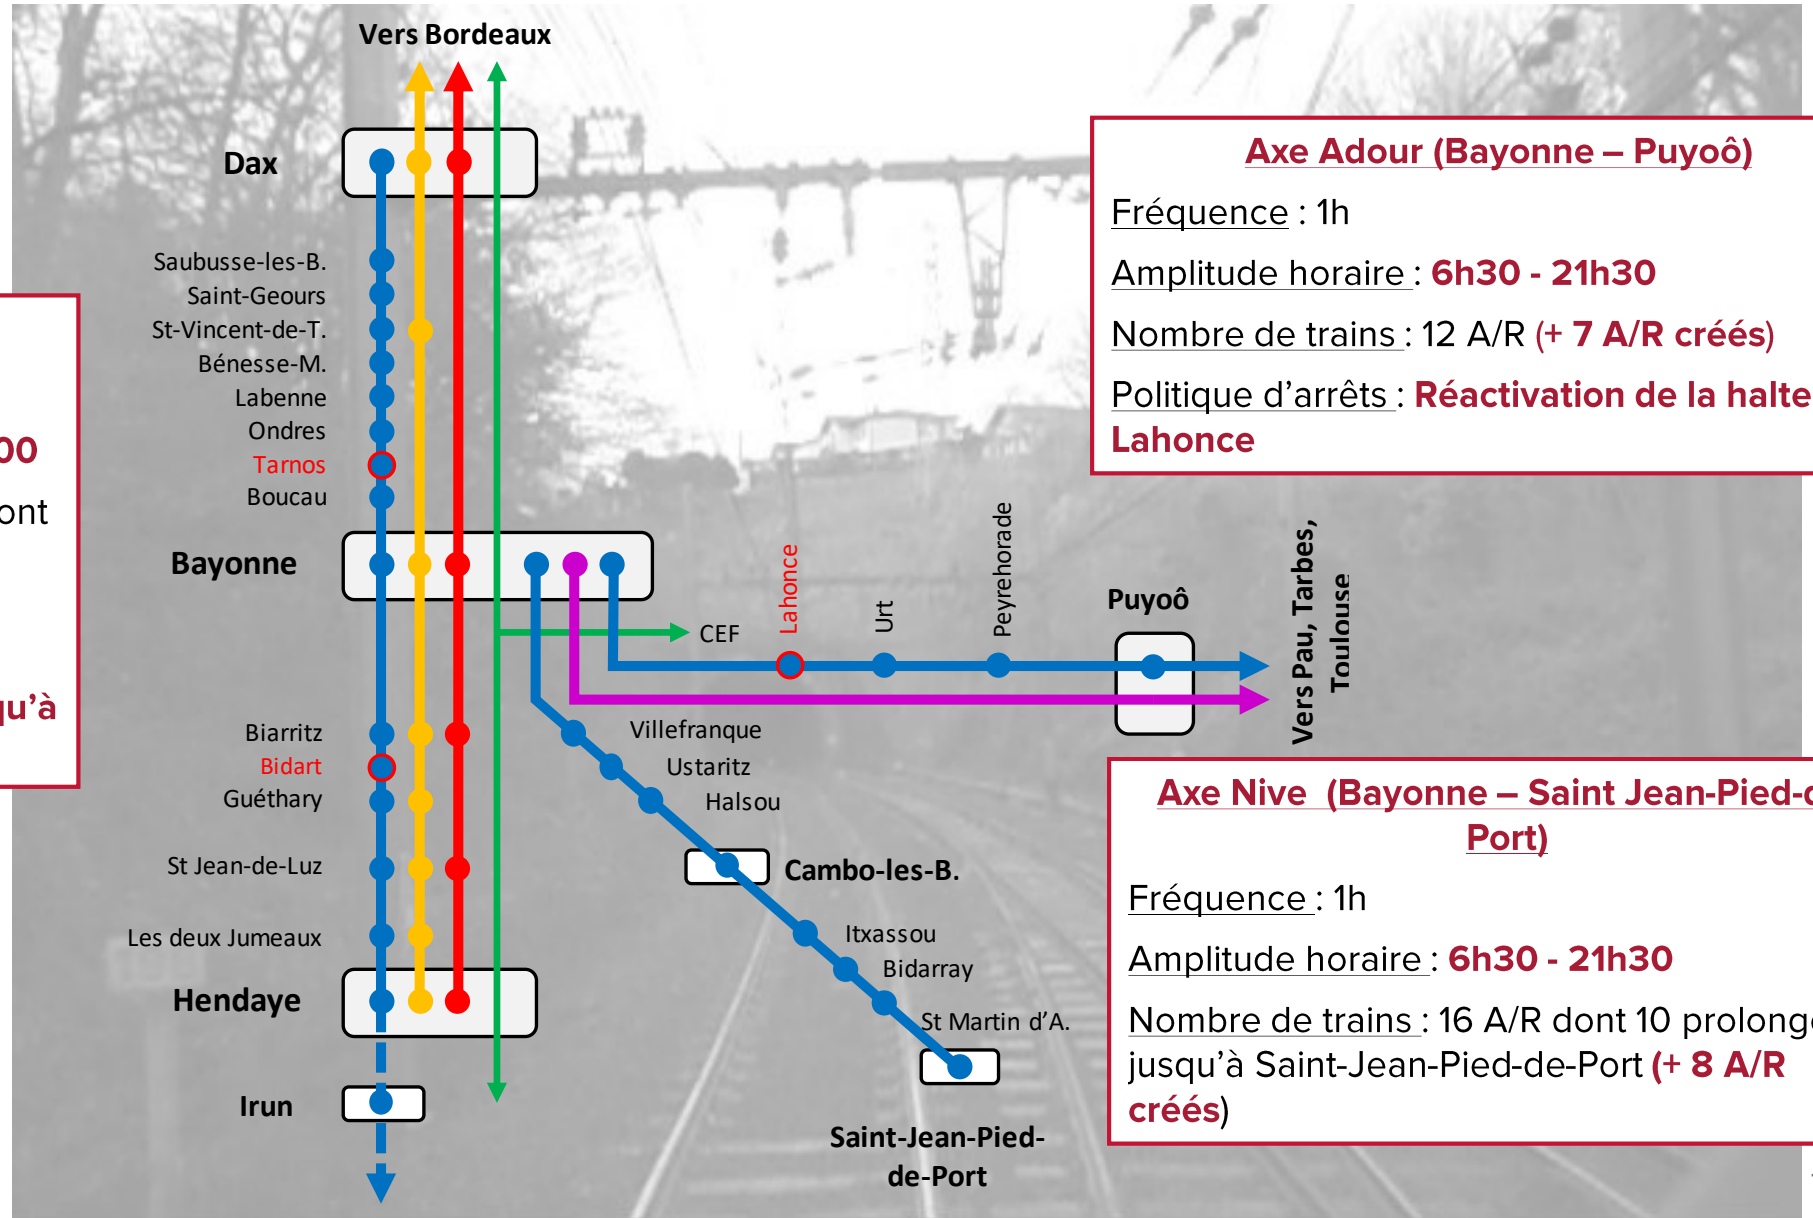 Vers Bordeaux
Dax
Saubusse-les-B.
Saint-Geours
St-Vincent-de-T.
Bénesse-M.
Labenne
Ondres
Tarnos
Boucau
Bayonne
Biarritz
Bidart
Guéthary
St Jean-de-Luz
Les deux Jumeaux
Hendaye
Irun
00
ont
qu’à
CEF
Lahonce
Urt
Peyrehorade
Puyoô
Vers Pau, Tarbes,
Toulouse
Villefranque
Ustaritz
Halsou
Cambo-les-B.
Itxassou
Bidarray
St Martin d’A.
Saint-Jean-Pied-
de-Port
Axe Adour (Bayonne – Puyoô)
Fréquence : 1h
Amplitude horaire : 6h30 - 21h30
Nombre de trains : 12 A/R (+ 7 A/R créés)
Politique d’arrêts : Réactivation de la halte
Lahonce
Axe Nive (Bayonne – Saint Jean-Pied-d
Port)
Fréquence : 1h
Amplitude horaire : 6h30 - 21h30
Nombre de trains : 16 A/R dont 10 prolong
jusqu’à Saint-Jean-Pied-de-Port (+ 8 A/R
créés)